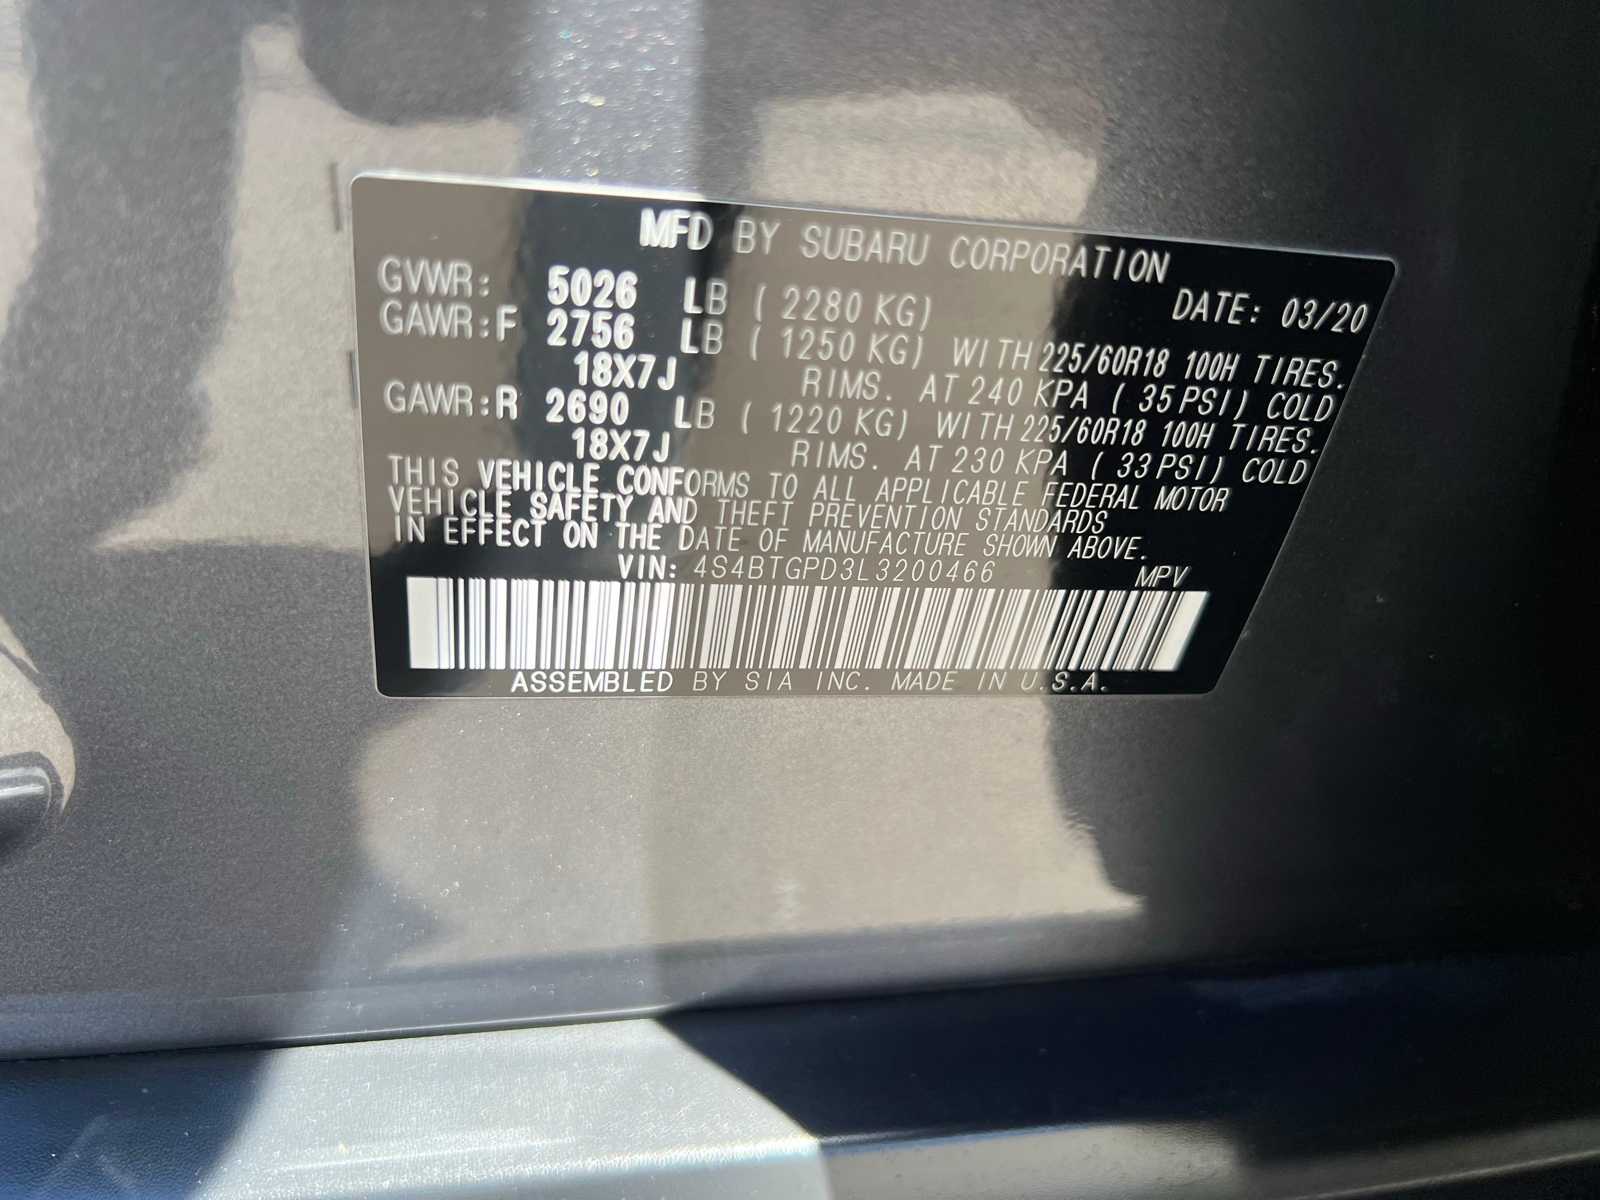 MFD BY SUBARU CORPORATION
GVWR: 5026 LB ( 2280 KG) DATE: 03/20
GAWR:F 2756 LB ( 1250 KG) WITH 225/60R18 100H TIRES.
18X7J RIMS. AT 240 KPA ( 35 PSI) COLD
GAWR:R 2690 LB ( 1220 KG) WITH 225/60R18 100H TIRES.
18X7J RIMS. AT 230 KPA ( 33 PSI) COLD
THIS VEHICLE CONFORMS TO ALL APPLICABLE FEDERAL MOTOR
VEHICLE SAFETY AND THEFT PREVENTION STANDARDS
IN EFFECT ON THE DATE OF MANUFACTURE SHOWN ABOVE.
VIN: 4S4BTGPD3L3200466 MPV
ASSEMBLED BY SIA INC. MADE IN U.S.A.